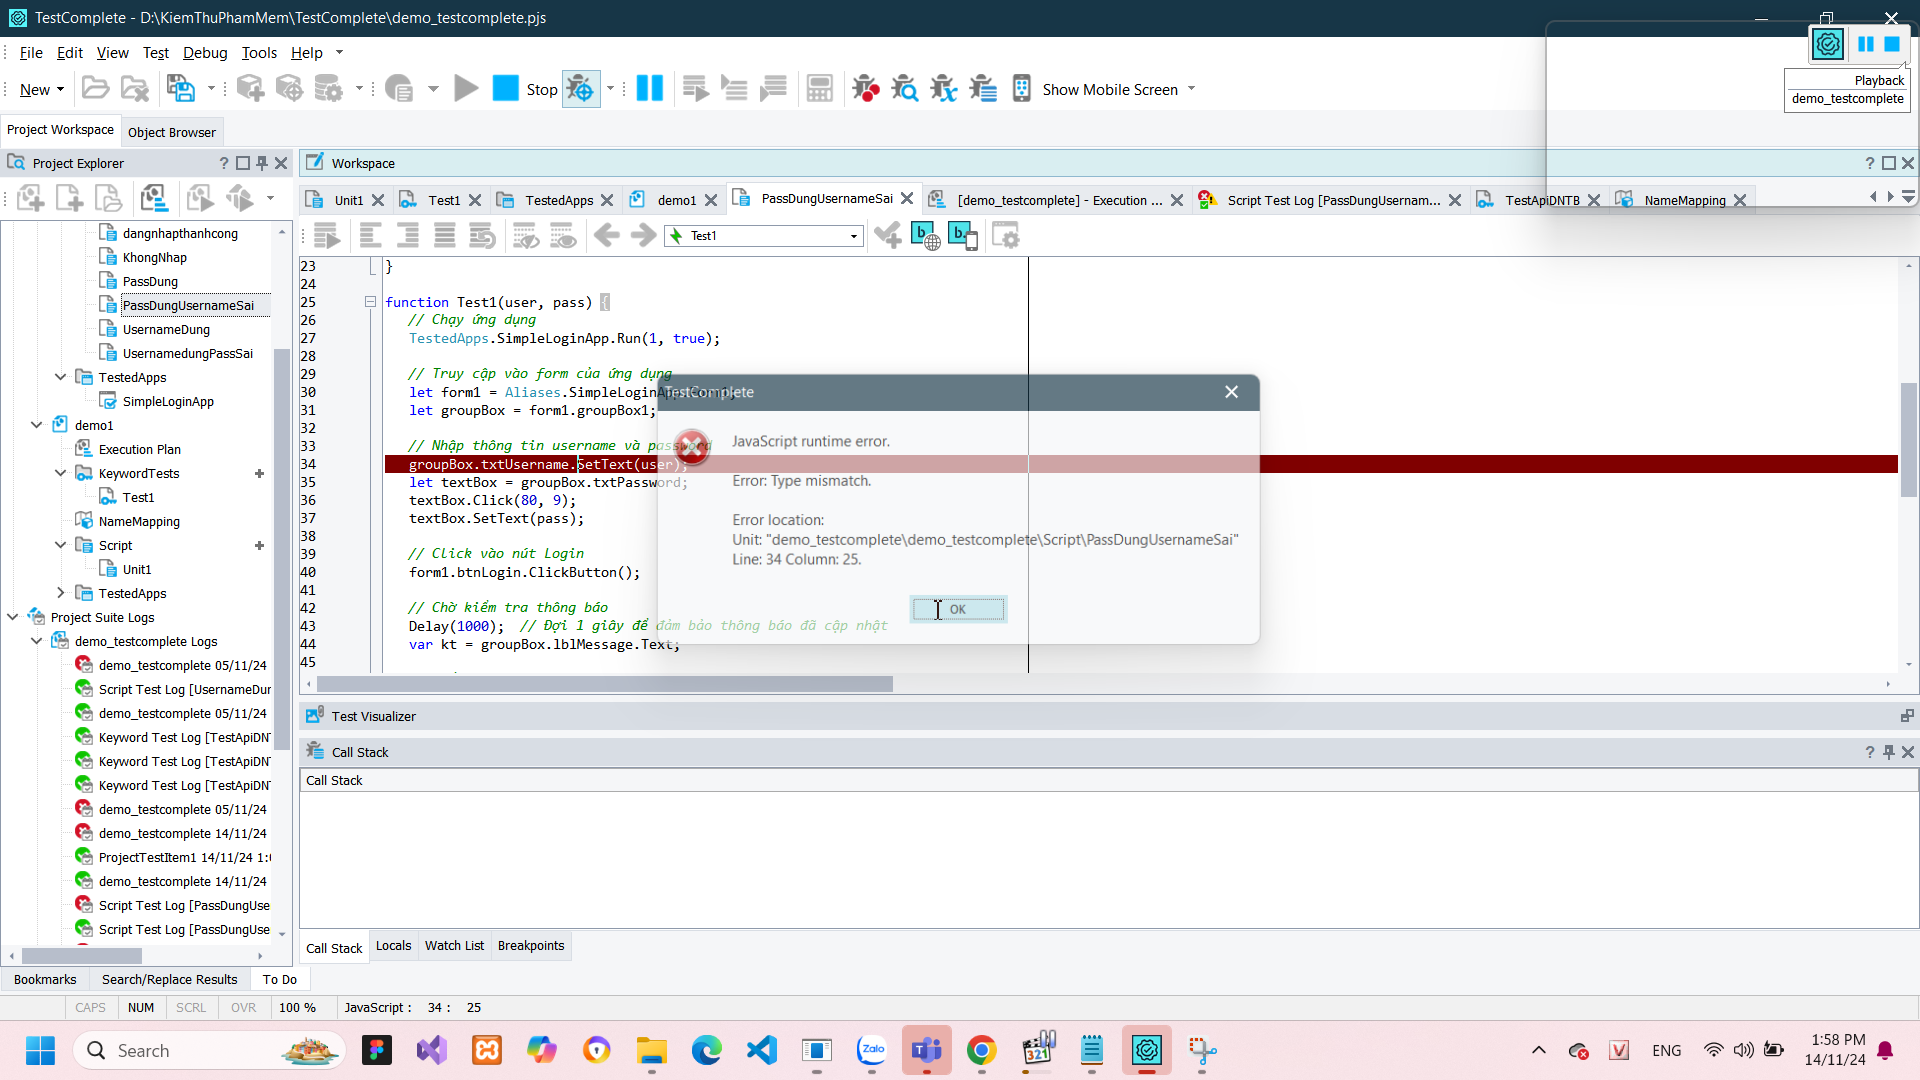 TestComplete - D:\KiemThuPhamMem\TestComplete\demo_testcomplete.pjs
File Edit View Test Debug Tools Help
New Stop Show Mobile Screen
Playback
demo_testcomplete
Project Workspace Object Browser
Project Explorer
Workspace
Unit1 Test1 TestedApps demo1 PassDungUsernameSai [demo_testcomplete] - Execution ... Script Test Log [PassDungUsernam... TestApiDNTB NameMapping
Test1
dangnhapthanhcong
KhongNhap
PassDung
PassDungUsernameSai
UsernameDung
UsernamedungPassSai
TestedApps
SimpleLoginApp
demo1
Execution Plan
KeywordTests
Test1
NameMapping
Script
Unit1
TestedApps
Project Suite Logs
demo_testcomplete Logs
demo_testcomplete 05/11/24
Script Test Log [UsernameDur
demo_testcomplete 05/11/24
Keyword Test Log [TestApiDN
Keyword Test Log [TestApiDN
Keyword Test Log [TestApiDN
demo_testcomplete 05/11/24
demo_testcomplete 14/11/24
ProjectTestItem1 14/11/24 1:
demo_testcomplete 14/11/24
Script Test Log [PassDungUse
Script Test Log [PassDungUse
23 }
24
25 function Test1(user, pass) {
26 // Chạy ứng dụng
27 TestedApps.SimpleLoginApp.Run(1, true);
28
29 // Truy cập vào form của ứng dụng
30 let form1 = Aliases.SimpleLoginA
31 let groupBox = form1.groupBox1;
32
33 // Nhập thông tin username và password
34 groupBox.txtUsername.SetText(user);
35 let textBox = groupBox.txtPassword;
36 textBox.Click(80, 9);
37 textBox.SetText(pass);
38
39 // Click vào nút Login
40 form1.btnLogin.ClickButton();
41
42 // Chờ kiểm tra thông báo
43 Delay(1000); // Đợi 1 giây để đảm bảo thông báo đã cập nhật
44 var kt = groupBox.lblMessage.Text;
45
TestComplete
JavaScript runtime error.
Error: Type mismatch.
Error location:
Unit: "demo_testcomplete\demo_testcomplete\Script\PassDungUsernameSai"
Line: 34 Column: 25.
OK
Test Visualizer
Call Stack
Call Stack
Call Stack Locals Watch List Breakpoints
Bookmarks Search/Replace Results To Do
CAPS NUM SCRL OVR 100 % JavaScript : 34 : 25
Search
Zalo
321
ENG
1:58 PM
14/11/24